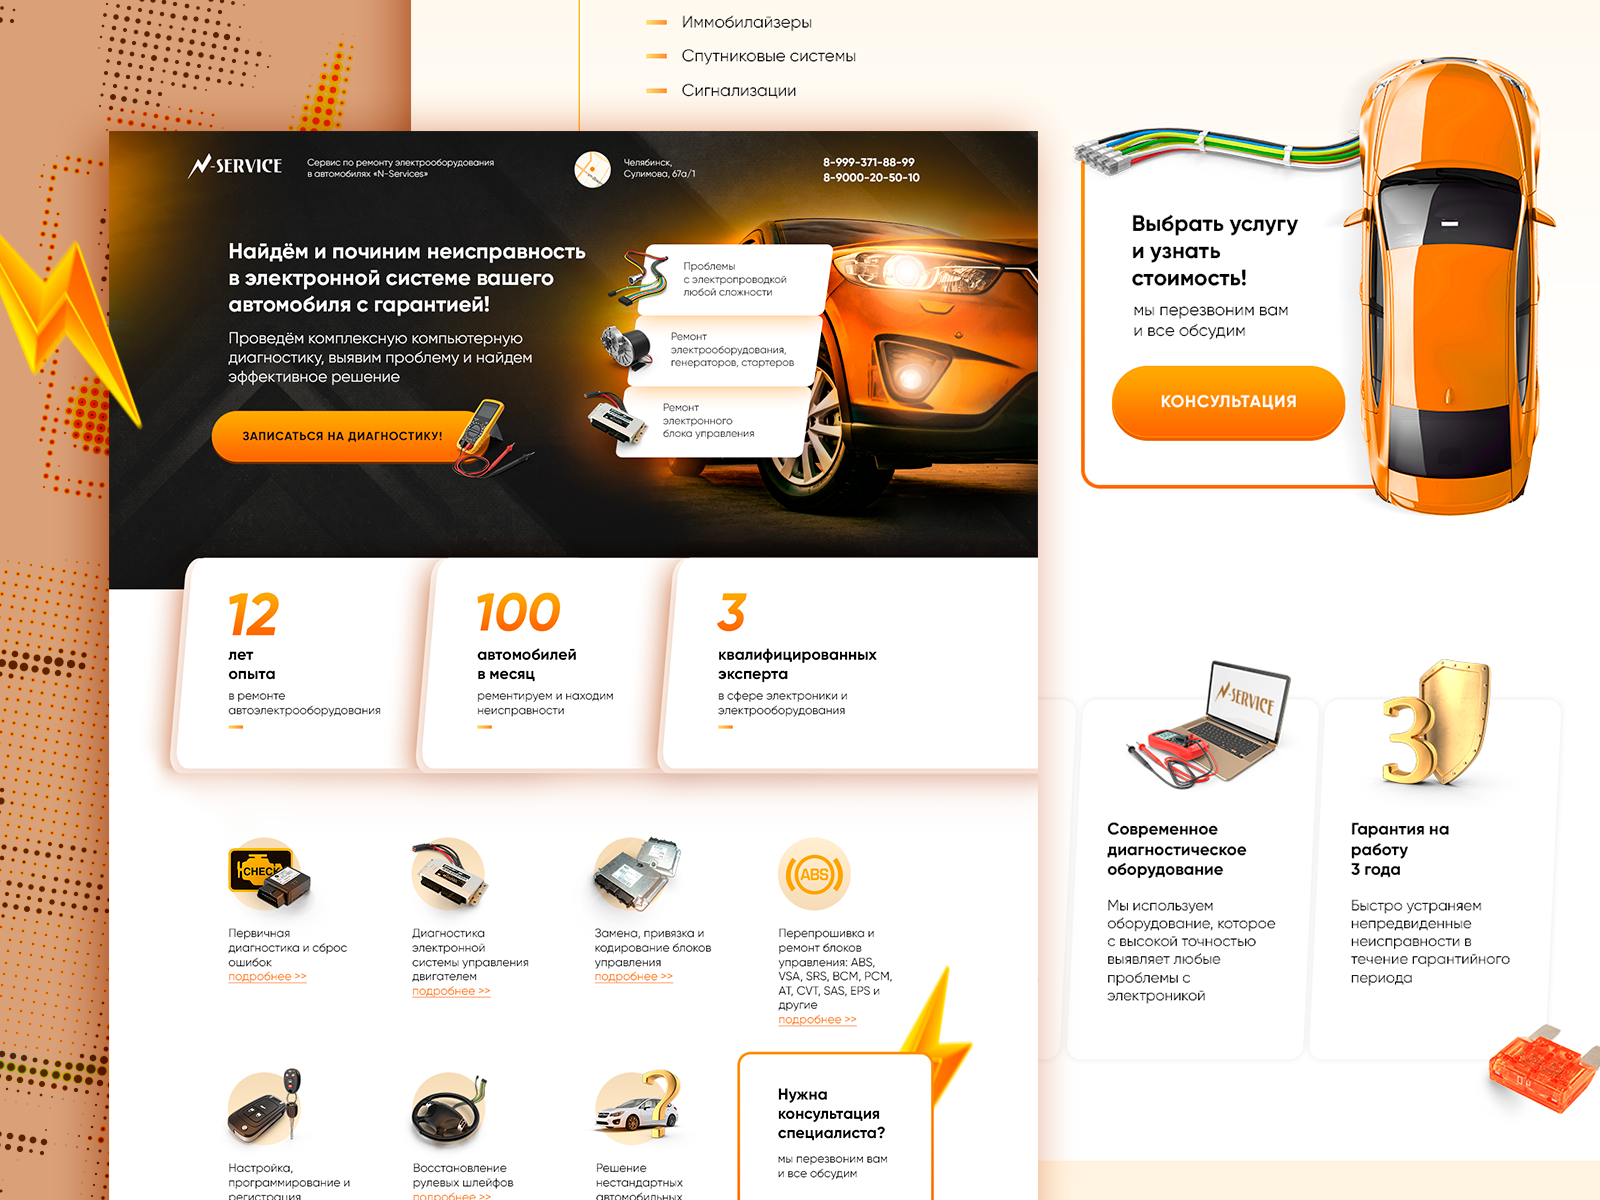 Иммобилайзеры
Спутниковые системы
Сигнализации
N-SERVICE
Сервис по ремонту электрооборудования
в автомобилях «N-Services»
Челябинск,
Сулимова, 67а/1
8-999-371-88-99
8-9000-20-50-10
Найдём и починим неисправность
в электронной системе вашего
автомобиля с гарантией!
Проведём комплексную компьютерную
диагностику, выявим проблему и найдем
эффективное решение
ЗАПИСАТЬСЯ НА ДИАГНОСТИКУ!
Проблемы
с электропроводкой
любой сложности
Ремонт
электрооборудования,
генераторов, стартеров
Ремонт
электронного
блока управления
Выбрать услугу
и узнать
стоимость!
мы перезвоним вам
и все обсудим
КОНСУЛЬТАЦИЯ
12
лет
опыта
в ремонте
автоэлектрооборудования
100
автомобилей
в месяц
рементируем и находим
неисправности
3
квалифицированных
эксперта
в сфере электроники и
электрооборудования
CHECK
Первичная
диагностика и сброс
ошибок
подробнее >>
Диагностика
электронной
системы управления
двигателем
подробнее >>
Замена, привязка и
кодирование блоков
управления
подробнее >>
ABS
Перепрошивка и
ремонт блоков
управления: ABS,
VSA, SRS, BCM, PCM,
AT, CVT, SAS, EPS и
другие
подробнее >>
N-SERVICE
Современное
диагностическое
оборудование
Мы используем
оборудование, которое
с высокой точностью
выявляет любые
проблемы с
электроникой
3
Гарантия на
работу
3 года
Быстро устраняем
непредвиденные
неисправности в
течение гарантийного
периода
Настройка,
программирование и
регистрация
Восстановление
рулевых шлейфов
подробнее >>
?
Решение
нестандартных
автомобильных
Нужна
консультация
специалиста?
мы перезвоним вам
и все обсудим